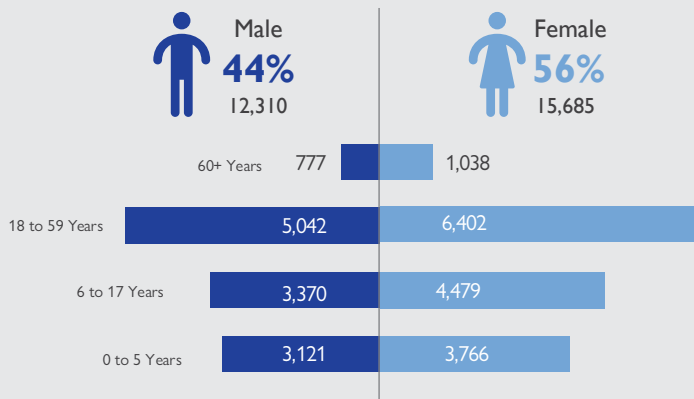 Male
44%
12,310
Female
56%
15,685
60+ Years 777 1,038
18 to 59 Years 5,042 6,402
6 to 17 Years 3,370 4,479
0 to 5 Years 3,121 3,766